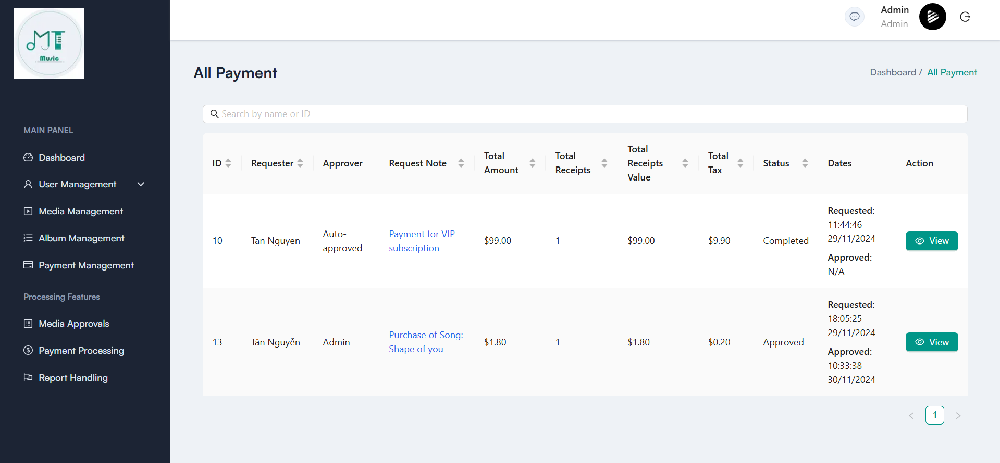 MT
Music
Admin
Admin
All Payment
Dashboard / All Payment
MAIN PANEL
Dashboard
User Management
Media Management
Album Management
Payment Management
Processing Features
Media Approvals
Payment Processing
Report Handling
Search by name or ID
ID Requester Approver Request Note Total Amount Total Receipts Total Receipts Value Total Tax Status Dates Action
10 Tan Nguyen Auto-approved Payment for VIP subscription $99.00 1 $99.00 $9.90 Completed Requested: 11:44:46 29/11/2024 Approved: N/A View
13 Tân Nguyễn Admin Purchase of Song: Shape of you $1.80 1 $1.80 $0.20 Approved Requested: 18:05:25 29/11/2024 Approved: 10:33:38 30/11/2024 View
< 1 >